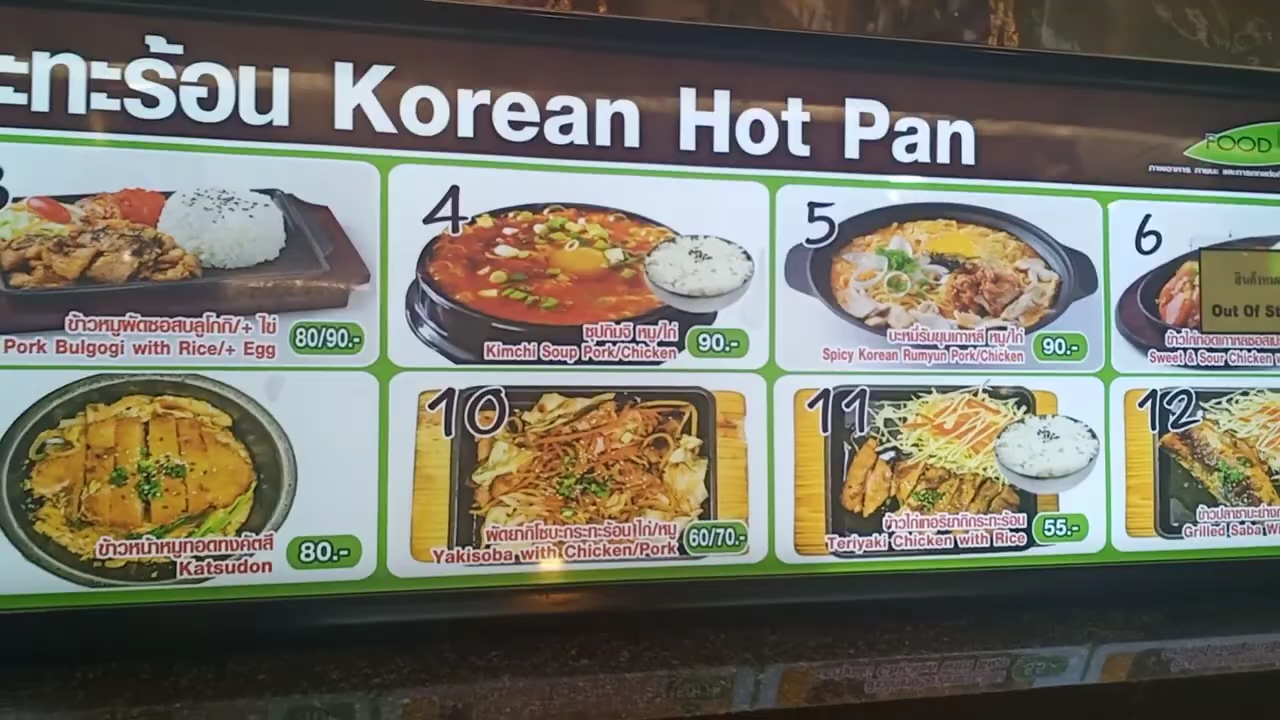 ะทะร้อน Korean Hot Pan
FOOD
3
ข้าวหมูผัดซอสบูลโกกิ/+ ไข่
Pork Bulgogi with Rice/+ Egg
80/90.-
4
ซุปกิมจิ หมู/ไก่
Kimchi Soup Pork/Chicken
90.-
5
บะหมี่รัมยุนเกาหลี หมู/ไก่
Spicy Korean Rumyun Pork/Chicken
90.-
6
Out Of
Sweet & Sour Chicken
ข้าวหน้าหมูทอดทงคัตสึ
Katsudon
80.-
10
ผัดยากิโซบะกระทะร้อน ไก่/หมู
Yakisoba with Chicken/Pork
60/70.-
11
ข้าวไก่เทอริยากิกระทะร้อน
Teriyaki Chicken with Rice
55.-
12
Grilled Saba